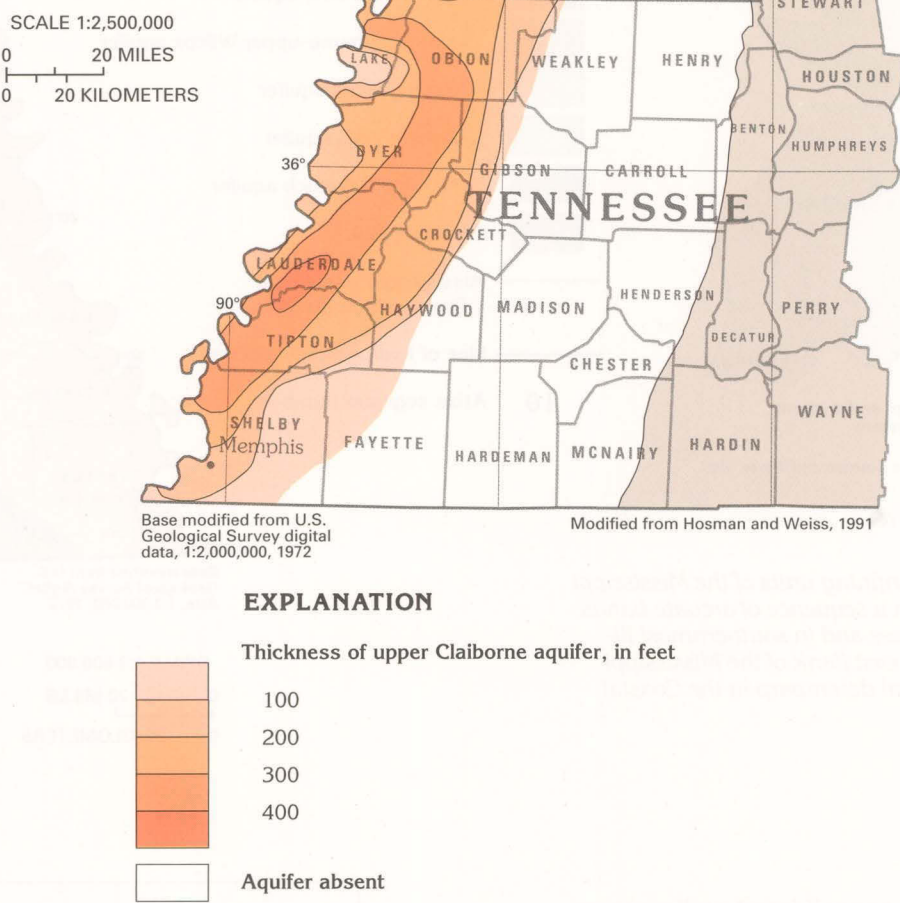 SCALE 1:2,500,000
0 20 MILES
0 20 KILOMETERS
STEWART
LAKE
OBION
WEAKLEY
HENRY
HOUSTON
BENTON
HUMPHREYS
DYER
36°
GIBSON
CARROLL
TENNESSEE
CROCKETT
LAUDERDALE
90°
HAYWOOD
MADISON
HENDERSON
PERRY
TIPTON
DECATUR
CHESTER
WAYNE
SHELBY
Memphis
FAYETTE
HARDEMAN
MCNAIRY
HARDIN
Base modified from U.S.
Geological Survey digital
data, 1:2,000,000, 1972
Modified from Hosman and Weiss, 1991
EXPLANATION
Thickness of upper Claiborne aquifer, in feet
100
200
300
400
Aquifer absent